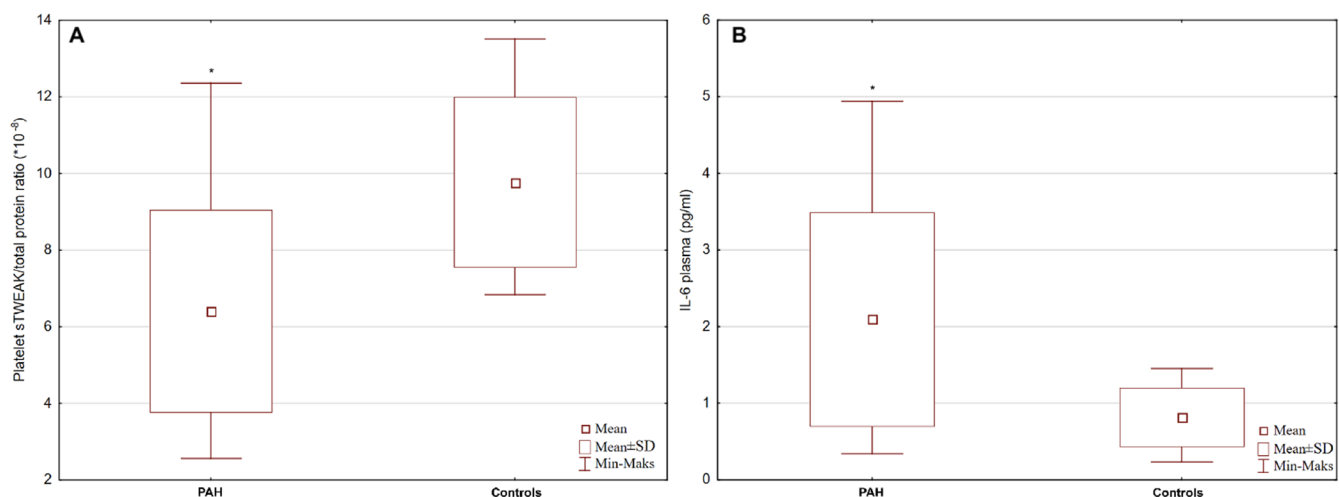 A
Platelet sTWEAK/total protein ratio (*10⁻⁸)
14
12
10
8
6
4
2
*
Mean
Mean±SD
Min-Maks
PAH
Controls
B
IL-6 plasma (pg/ml)
6
5
4
3
2
1
0
*
Mean
Mean±SD
Min-Maks
PAH
Controls